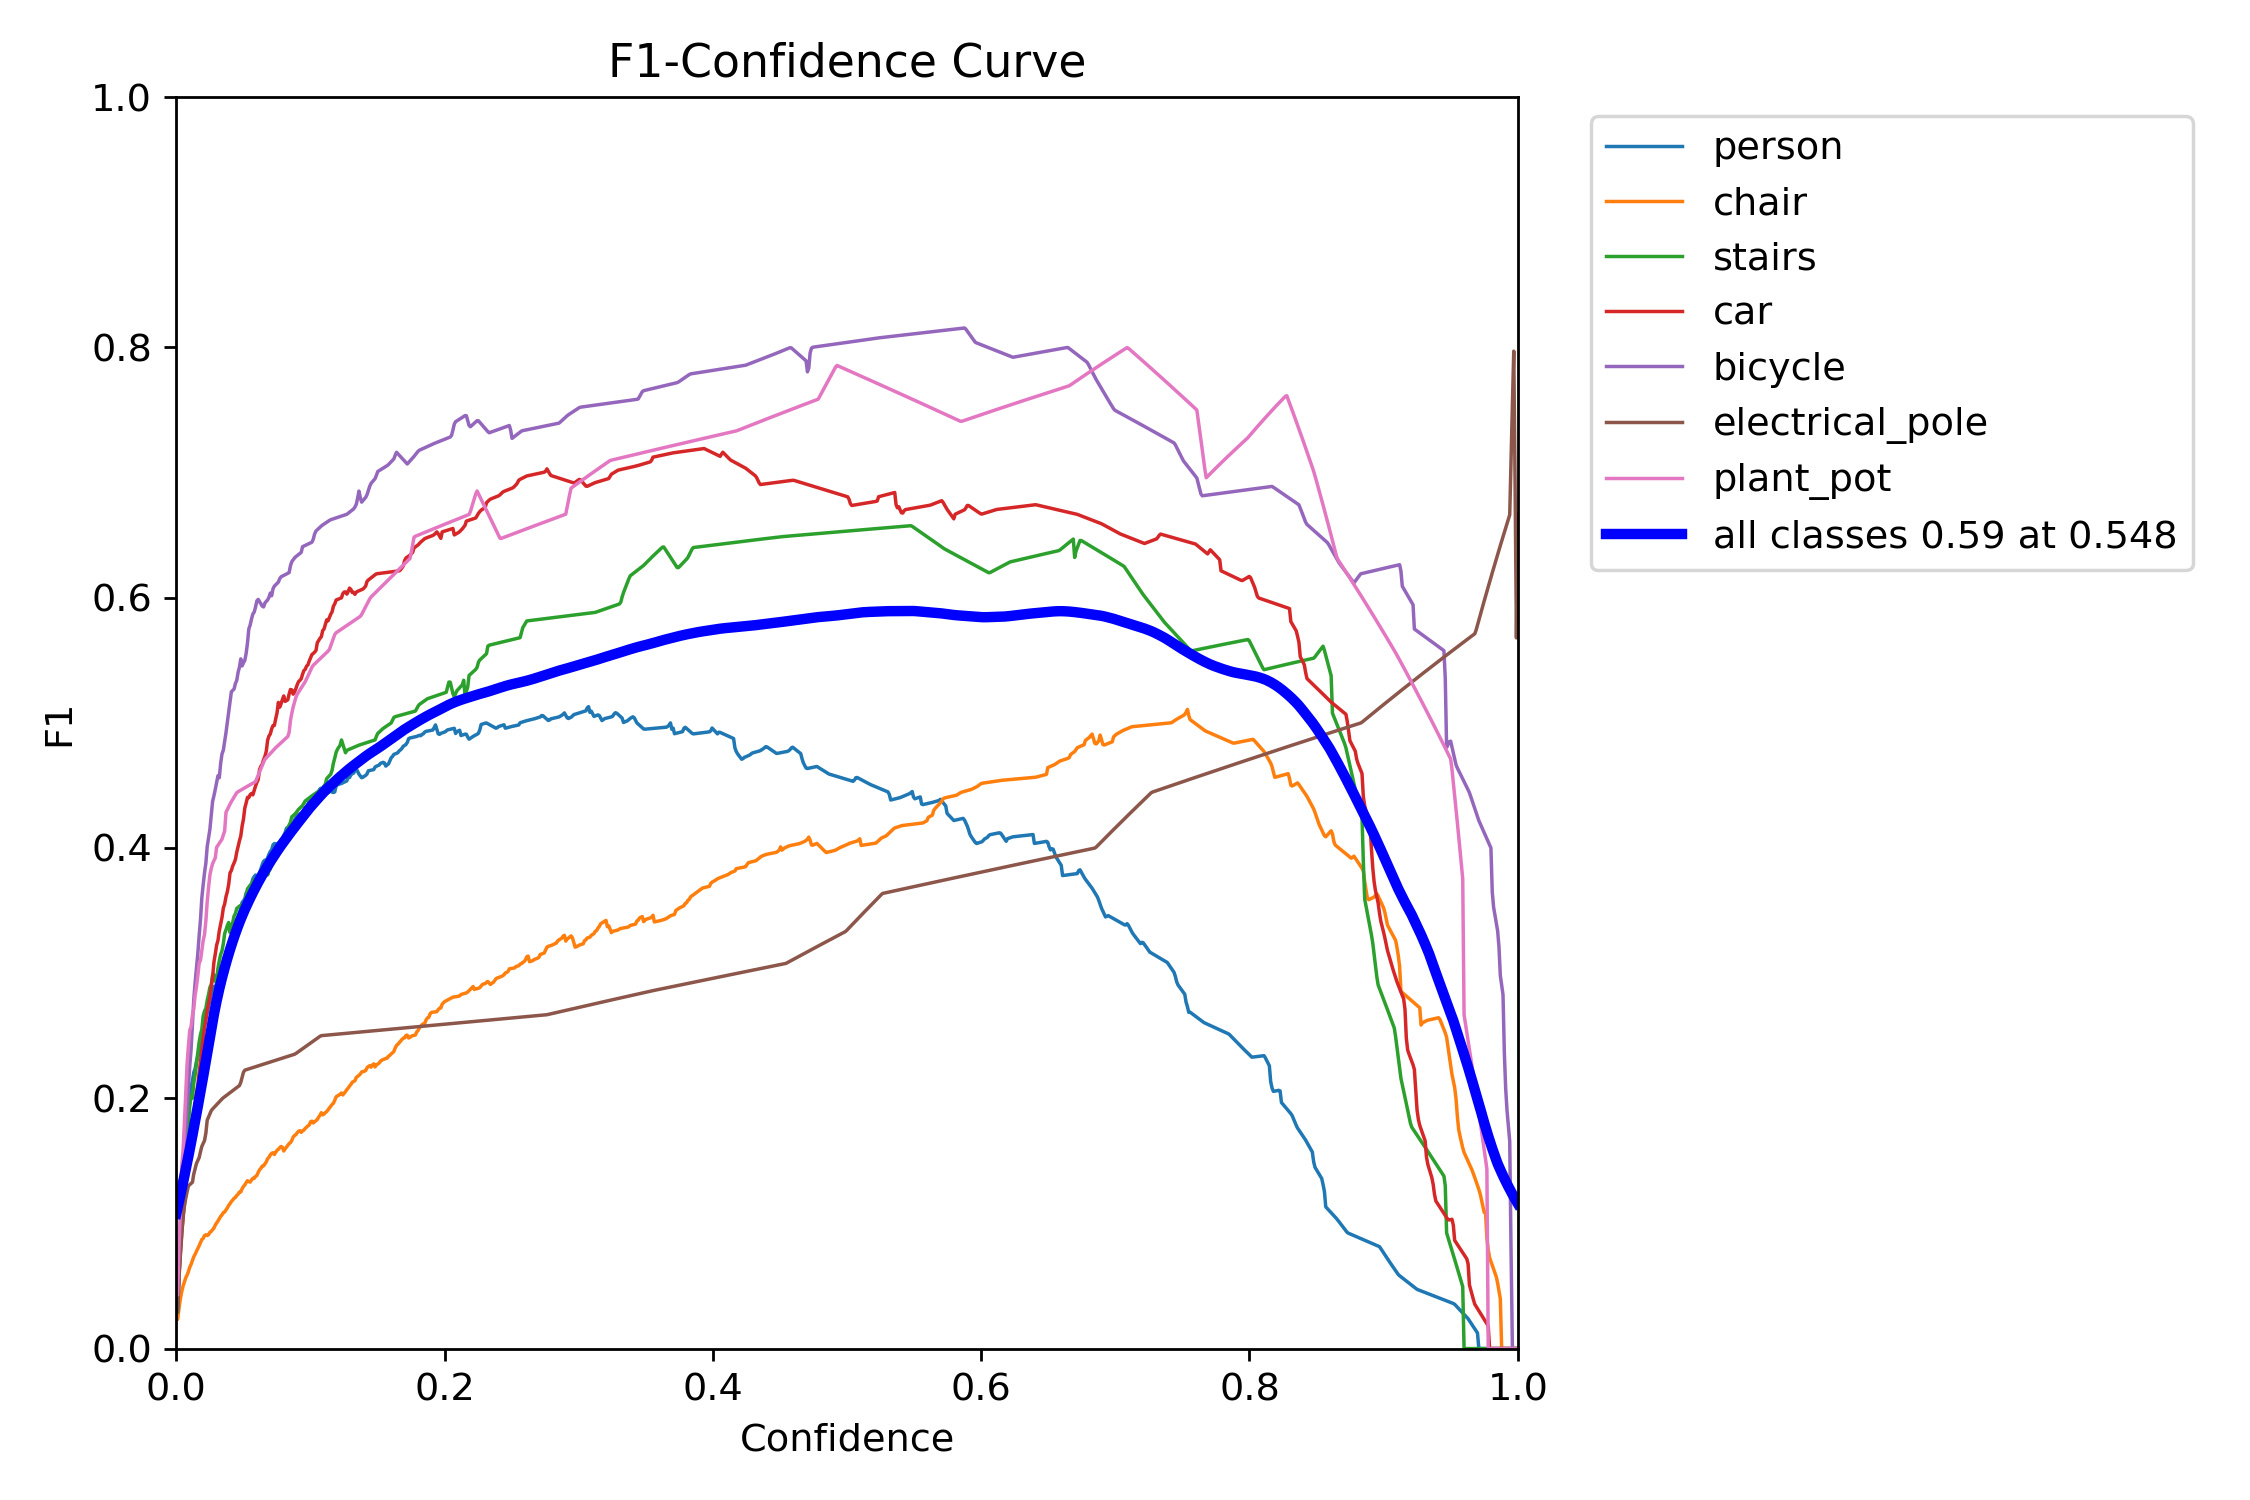 F1-Confidence Curve
1.0
0.8
0.6
0.4
0.2
0.0
F1
0.0 0.2 0.4 0.6 0.8 1.0
Confidence
person
chair
stairs
car
bicycle
electrical_pole
plant_pot
all classes 0.59 at 0.548